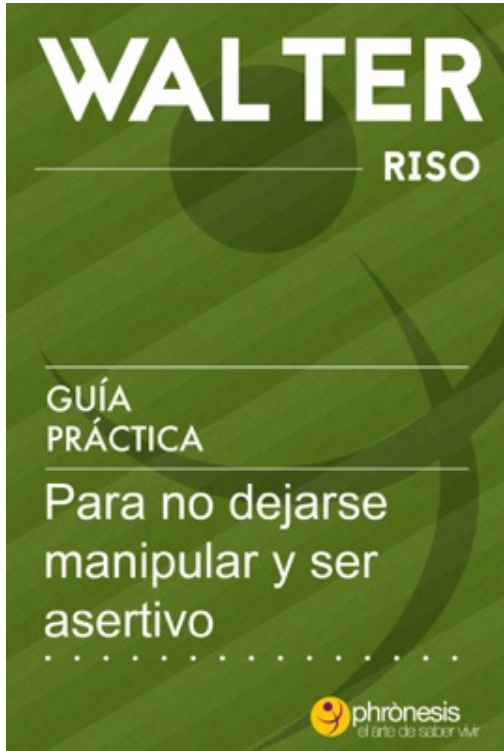 WALTER
RISO
GUÍA
PRÁCTICA
Para no dejarse
manipular y ser
asertivo
phrònesis
el arte de saber vivir